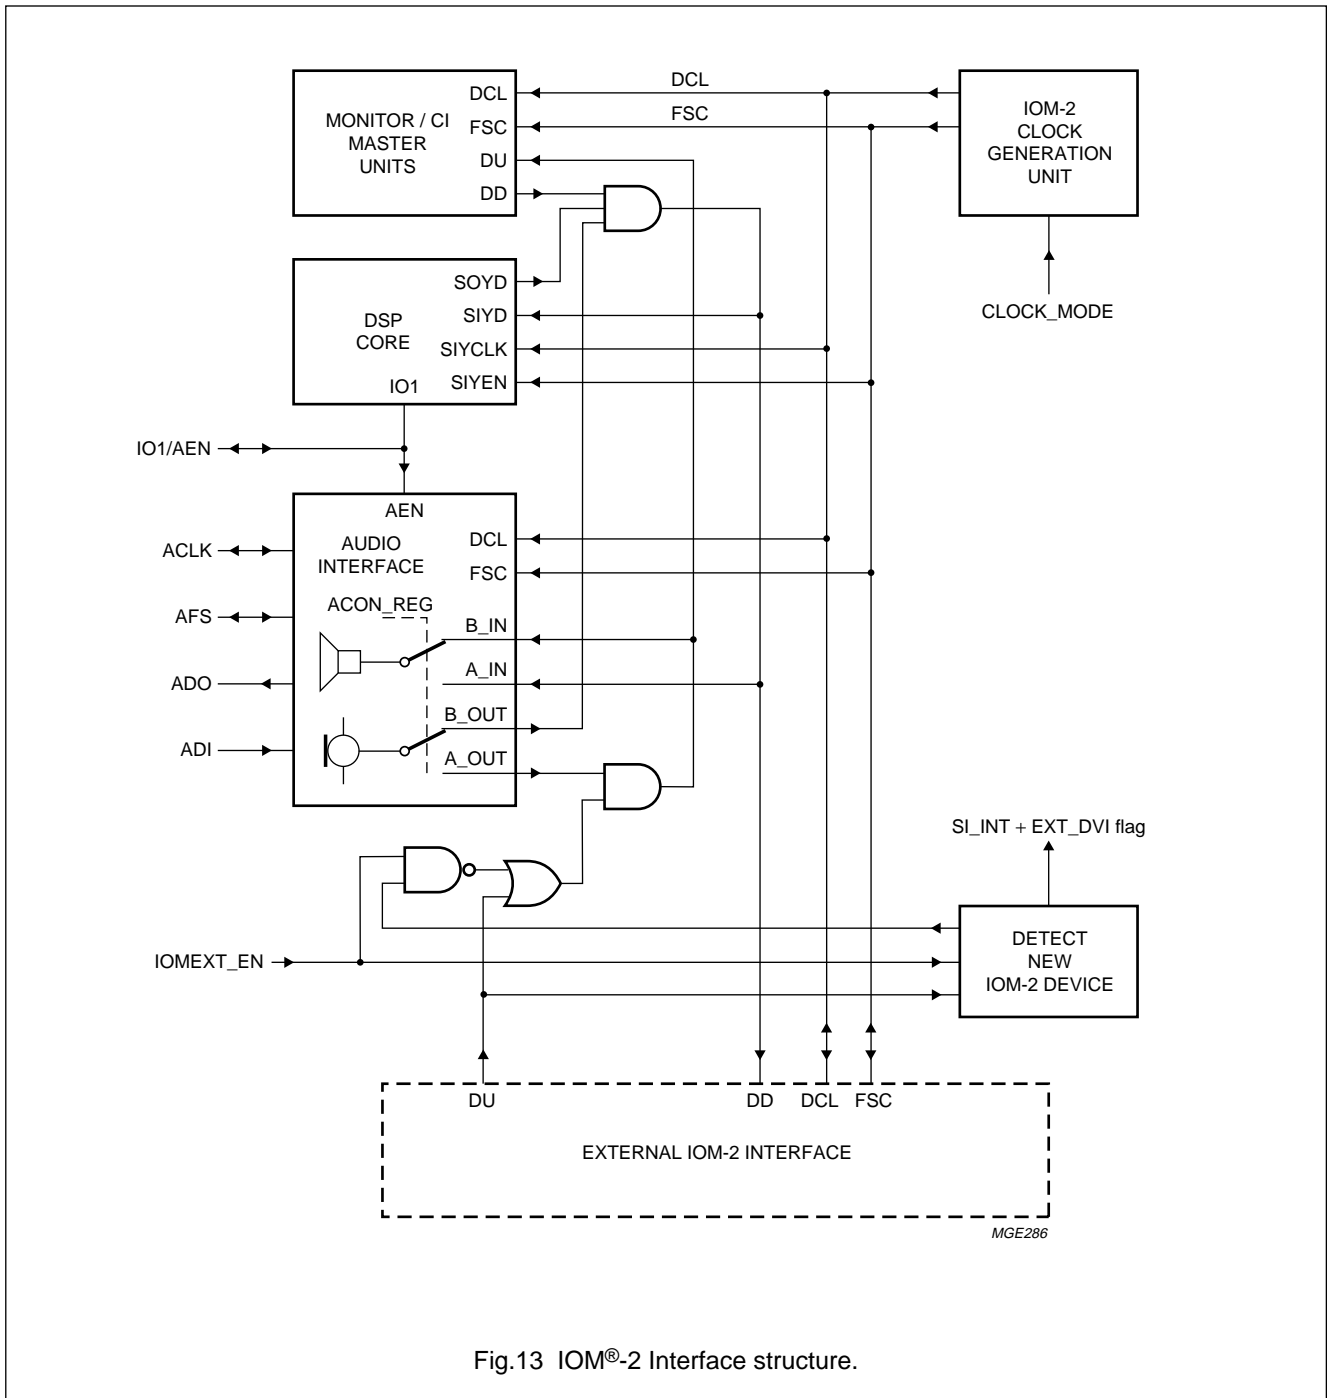 DCL
FSC
MONITOR / CI
MASTER
UNITS
DCL
FSC
DU
DD
IOM-2
CLOCK
GENERATION
UNIT
CLOCK_MODE
DSP
CORE
SOYD
SIYD
SIYCLK
SIYEN
IO1
IO1/AEN
AEN
AUDIO
INTERFACE
ACON_REG
DCL
FSC
B_IN
A_IN
B_OUT
A_OUT
ACLK
AFS
ADO
ADI
SI_INT + EXT_DVI flag
DETECT
NEW
IOM-2 DEVICE
IOMEXT_EN
DU
DD
DCL
FSC
EXTERNAL IOM-2 INTERFACE
MGE286
Fig.13 IOM®-2 Interface structure.